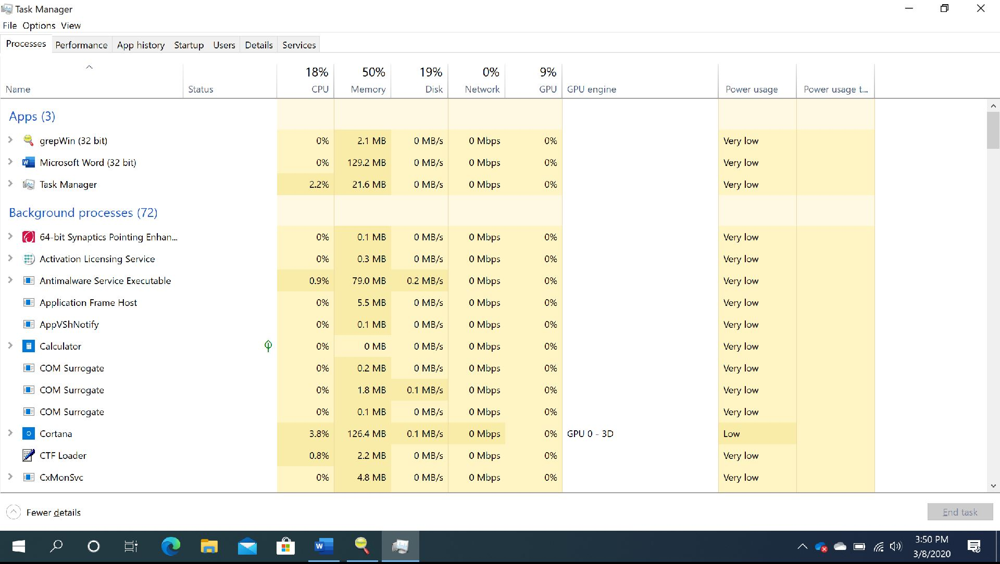 Task Manager
File Options View
Processes Performance App history Startup Users Details Services
18% 50% 19% 0% 9%
Name Status CPU Memory Disk Network GPU GPU engine Power usage Power usage t...
Apps (3)
grepWin (32 bit) 0% 2.1 MB 0 MB/s 0 Mbps 0% Very low
Microsoft Word (32 bit) 0% 129.2 MB 0 MB/s 0 Mbps 0% Very low
Task Manager 2.2% 21.6 MB 0 MB/s 0 Mbps 0% Very low
Background processes (72)
64-bit Synaptics Pointing Enhan... 0% 0.1 MB 0 MB/s 0 Mbps 0% Very low
Activation Licensing Service 0% 0.3 MB 0 MB/s 0 Mbps 0% Very low
Antimalware Service Executable 0.9% 79.0 MB 0.2 MB/s 0 Mbps 0% Very low
Application Frame Host 0% 5.5 MB 0 MB/s 0 Mbps 0% Very low
AppVShNotify 0% 0.1 MB 0 MB/s 0 Mbps 0% Very low
Calculator 0% 0 MB 0 MB/s 0 Mbps 0% Very low
COM Surrogate 0% 0.2 MB 0 MB/s 0 Mbps 0% Very low
COM Surrogate 0% 1.8 MB 0.1 MB/s 0 Mbps 0% Very low
COM Surrogate 0% 0.1 MB 0 MB/s 0 Mbps 0% Very low
Cortana 3.8% 126.4 MB 0.1 MB/s 0 Mbps 0% GPU 0 - 3D Low
CTF Loader 0.8% 2.2 MB 0 MB/s 0 Mbps 0% Very low
CxMonSvc 0% 4.8 MB 0 MB/s 0 Mbps 0% Very low
Fewer details End task
3:50 PM
3/8/2020